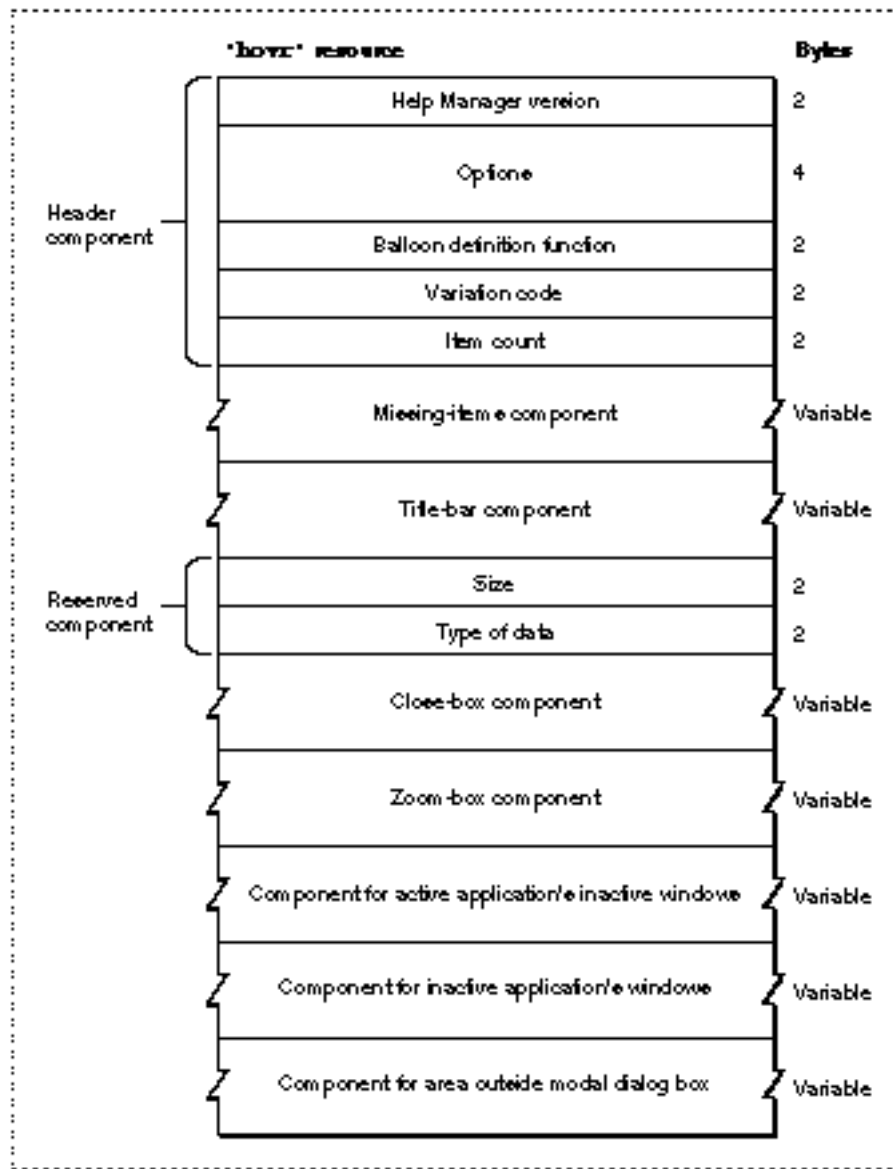 'hovr' resource Bytes
Help Manager version 2
Options 4
Header
component
Balloon definition function 2
Variation code 2
Item count 2
Missing-items component Variable
Title-bar component Variable
Reserved
component
Size 2
Type of data 2
Close-box component Variable
Zoom-box component Variable
Component for active application's inactive windows Variable
Component for inactive application's windows Variable
Component for area outside modal dialog box Variable